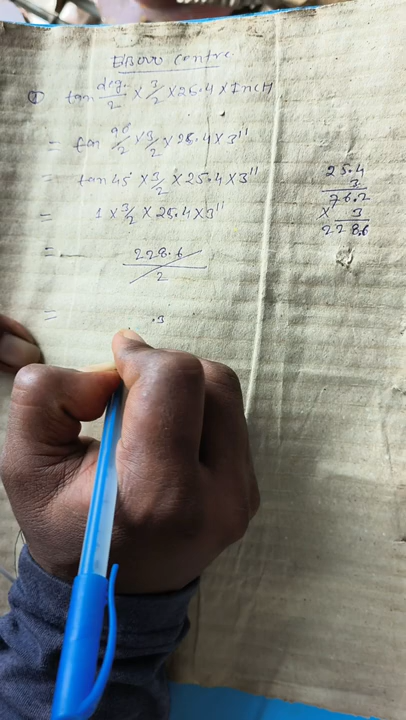 Elbow centre.
① tan deg./2 × 3/2 × 25.4 × Inch
= tan 90/2 × 3/2 × 25.4 × 3"
= tan 45° × 3/2 × 25.4 × 3"
= 1 × 3/2 × 25.4 × 3"
= 228.6/2
= .3
25.4
3
76.2
× 3
228.6